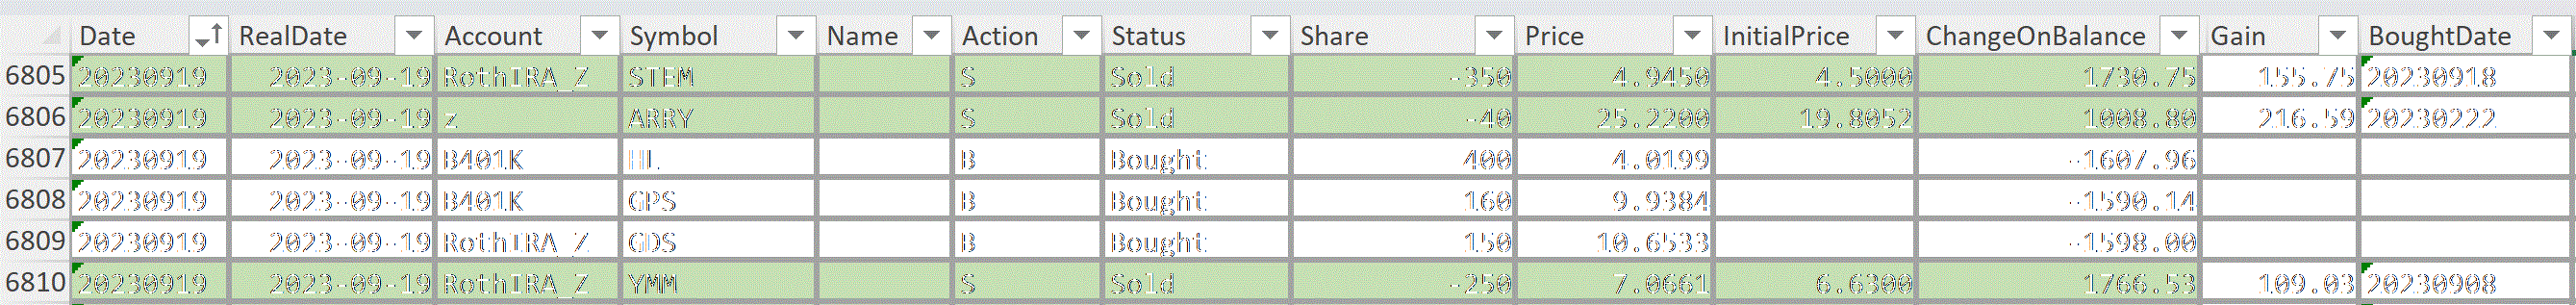 Date RealDate Account Symbol Name Action Status Share Price InitialPrice ChangeOnBalance Gain BoughtDate
6805 20230919 2023-09-19 RothIRA_Z STEM S Sold -350 4.9450 4.5000 1730.75 155.75 20230918
6806 20230919 2023-09-19 z ARRY S Sold -40 25.2200 19.8052 1008.80 216.59 20230222
6807 20230919 2023-09-19 B401K HL B Bought 400 4.0199 -1607.96
6808 20230919 2023-09-19 B401K GPS B Bought 160 9.9384 -1590.14
6809 20230919 2023-09-19 RothIRA_Z GDS B Bought 150 10.6533 -1598.00
6810 20230919 2023-09-19 RothIRA_Z YMM S Sold -250 7.0661 6.6300 1766.53 109.03 20230908